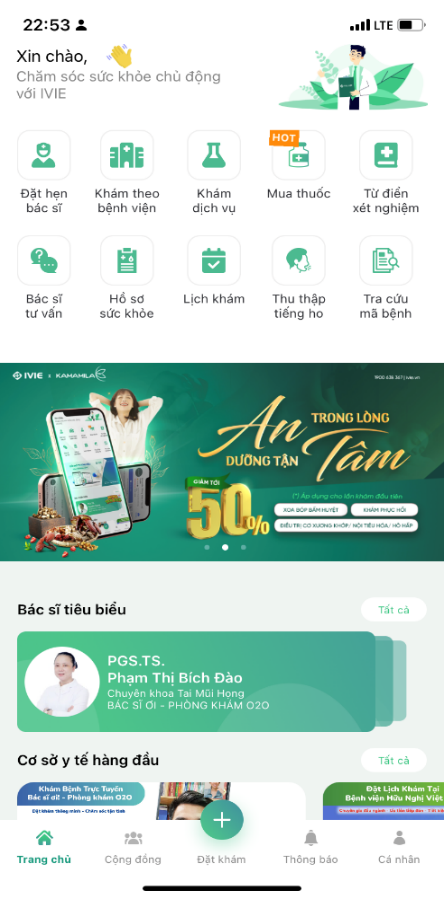 22:53
LTE
Xin chào,
Chăm sóc sức khỏe chủ động
với IVIE
HOT
Đặt hẹn
bác sĩ
Khám theo
bệnh viện
Khám
dịch vụ
Mua thuốc
Từ điển
xét nghiệm
Bác sĩ
tư vấn
Hồ sơ
sức khỏe
Lịch khám
Thu thập
tiếng ho
Tra cứu
mã bệnh
IVIE x KAMAMILA
An TRONG LÒNG
DƯỠNG TẬN Tâm
GIẢM TỚI
50%
(*) Áp dụng cho lần khám đầu tiên
XOA BÓP BẤM HUYỆT
KHÁM PHỤC HỒI
ĐIỀU TRỊ CƠ XƯƠNG KHỚP/ NỘI TIÊU HÓA/ HÔ HẤP
Bác sĩ tiêu biểu
Tất cả
PGS.TS.
Phạm Thị Bích Đào
Chuyên khoa Tai Mũi Họng
BÁC SĨ ƠI - PHÒNG KHÁM O2O
Cơ sở y tế hàng đầu
Tất cả
Khám Bệnh Trực Tuyến
Bác sĩ ơi! - Phòng khám O2O
Đặt Lịch Khám Tại
Bệnh viện Hữu Nghị Việt
Trang chủ
Cộng đồng
Đặt khám
Thông báo
Cá nhân